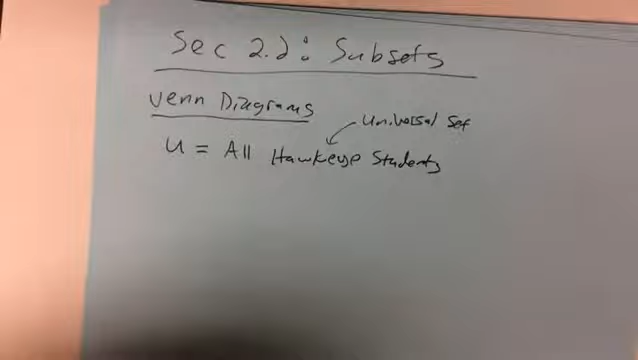 Sec 2.2: Subsets
Venn Diagrams
Universal Set
U = All Hawkeye Students